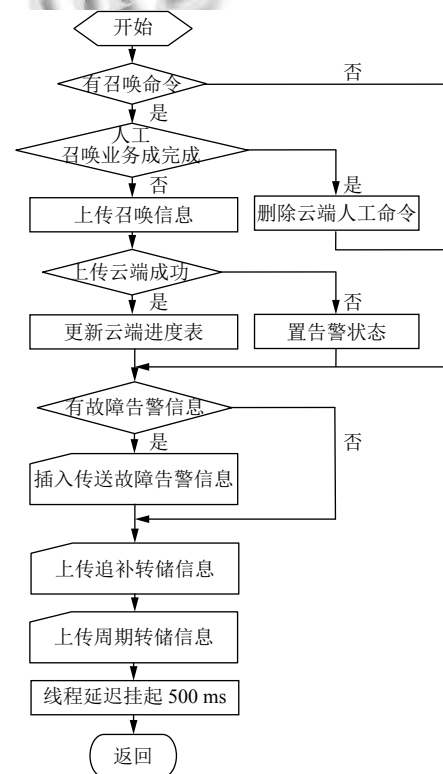 开始
有召唤命令
否
是
人工
召唤业务成完成
否
是
上传召唤信息
删除云端人工命令
上传云端成功
是
否
更新云端进度表
置告警状态
有故障告警信息
是
否
插入传送故障告警信息
上传追补转储信息
上传周期转储信息
线程延迟挂起 500 ms
返回